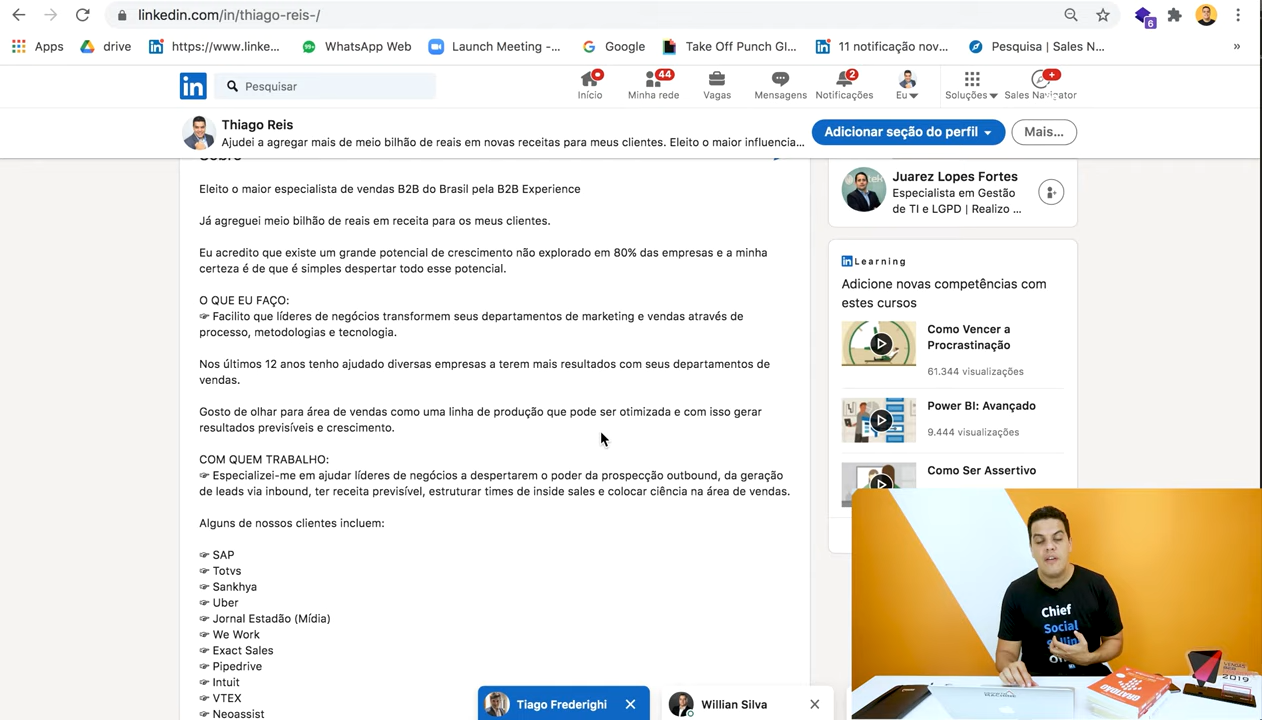 linkedin.com/in/thiago-reis-/
6
Apps
drive
https://www.linke...
WhatsApp Web
Launch Meeting -...
Google
Take Off Punch Gl...
11 notificação nov...
Pesquisa | Sales N...
»
in
Pesquisar
44
2
Início
Minha rede
Vagas
Mensagens
Notificações
Eu
Soluções
Sales Navigator
Thiago Reis
Ajudei a agregar mais de meio bilhão de reais em novas receitas para meus clientes. Eleito o maior influencia...
Adicionar seção do perfil
Mais...
Sobre
Eleito o maior especialista de vendas B2B do Brasil pela B2B Experience
Já agreguei meio bilhão de reais em receita para os meus clientes.
Eu acredito que existe um grande potencial de crescimento não explorado em 80% das empresas e a minha
certeza é de que é simples despertar todo esse potencial.
O QUE EU FAÇO:
☞ Facilito que líderes de negócios transformem seus departamentos de marketing e vendas através de
processo, metodologias e tecnologia.
Nos últimos 12 anos tenho ajudado diversas empresas a terem mais resultados com seus departamentos de
vendas.
Gosto de olhar para área de vendas como uma linha de produção que pode ser otimizada e com isso gerar
resultados previsíveis e crescimento.
COM QUEM TRABALHO:
☞ Especializei-me em ajudar líderes de negócios a despertarem o poder da prospecção outbound, da geração
de leads via inbound, ter receita previsível, estruturar times de inside sales e colocar ciência na área de vendas.
Alguns de nossos clientes incluem:
☞ SAP
☞ Totvs
☞ Sankhya
☞ Uber
☞ Jornal Estadão (Mídia)
☞ We Work
☞ Exact Sales
☞ Pipedrive
☞ Intuit
☞ VTEX
☞ Neoassist
Juarez Lopes Fortes
Especialista em Gestão
de TI e LGPD | Realizo ...
in Learning
Adicione novas competências com
estes cursos
Como Vencer a
Procrastinação
61.344 visualizações
Power BI: Avançado
9.444 visualizações
Como Ser Assertivo
Chief
Social
GRATIDÃO
2019
Tiago Frederighi
Willian Silva